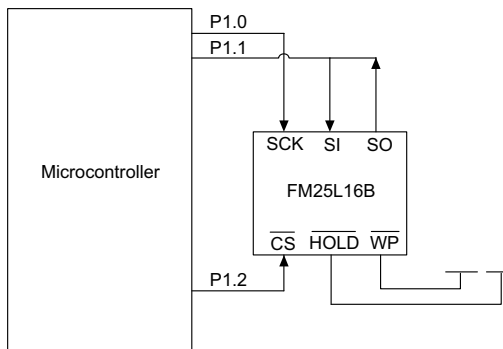 P1.0
P1.1
SCK SI SO
Microcontroller
FM25L16B
CS HOLD WP
P1.2